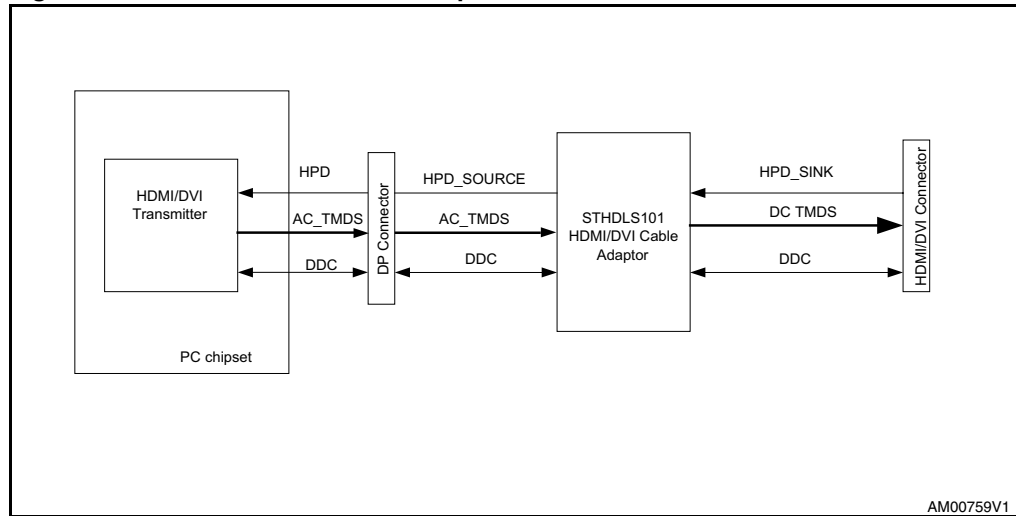 HDMI/DVI
Transmitter
PC chipset
HPD
AC_TMDS
DDC
DP Connector
HPD_SOURCE
AC_TMDS
DDC
STHDLS101
HDMI/DVI Cable
Adaptor
HPD_SINK
DC TMDS
DDC
HDMI/DVI Connector
AM00759V1